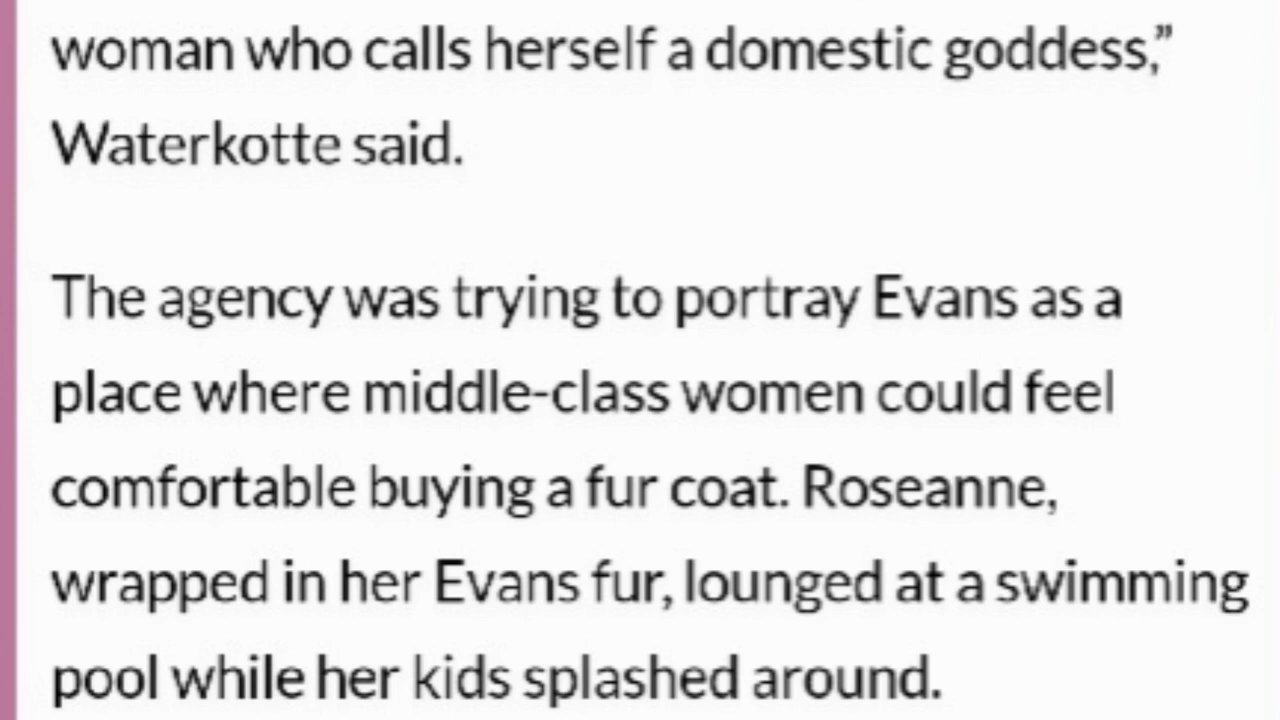 woman who calls herself a domestic goddess,”
Waterkotte said.
The agency was trying to portray Evans as a
place where middle-class women could feel
comfortable buying a fur coat. Roseanne,
wrapped in her Evans fur, lounged at a swimming
pool while her kids splashed around.